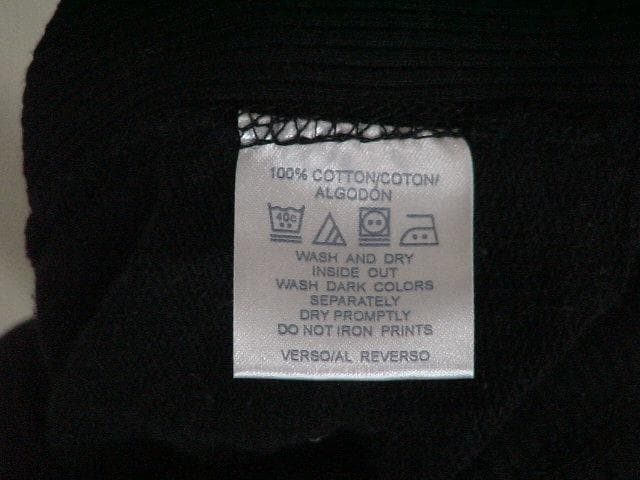 100% COTTON/COTON/
ALGODÓN
40c
WASH AND DRY
INSIDE OUT
WASH DARK COLORS
SEPARATELY
DRY PROMPTLY
DO NOT IRON PRINTS
VERSO/AL REVERSO